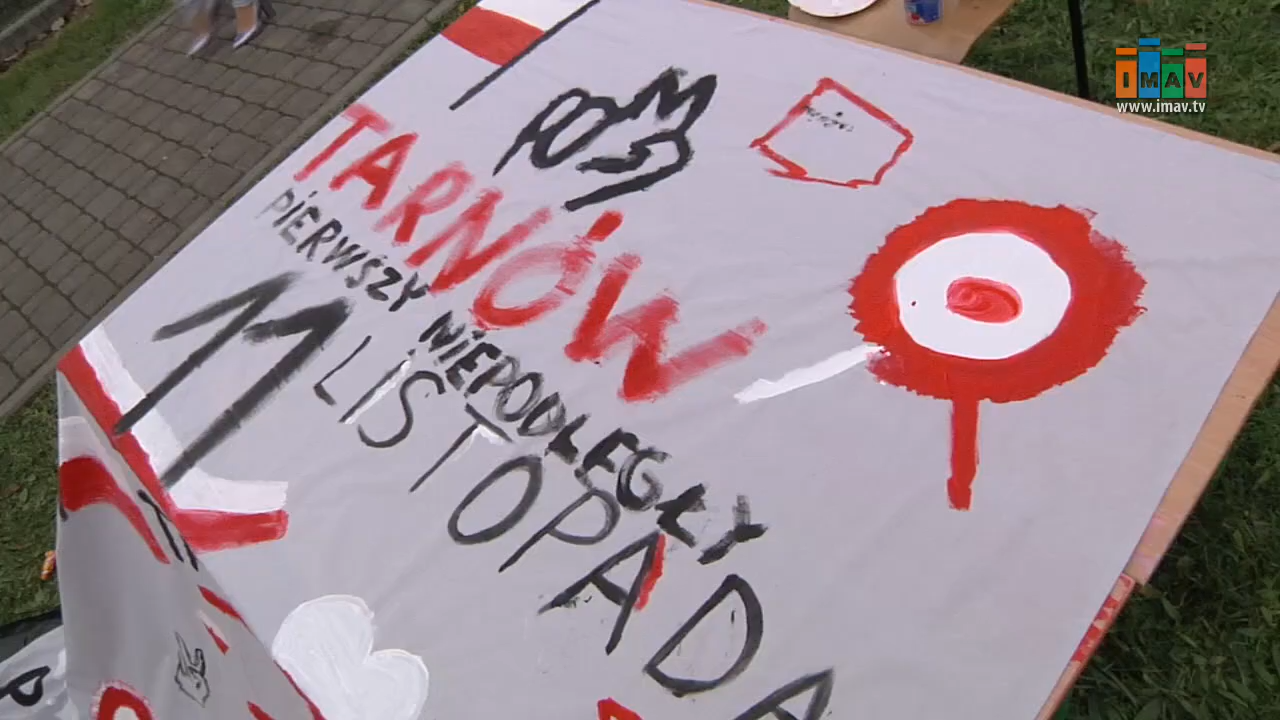 IMAV
www.imav.tv
TARNÓW
PIERWSZY NIEPODLEGŁY
11 LISTOPADA